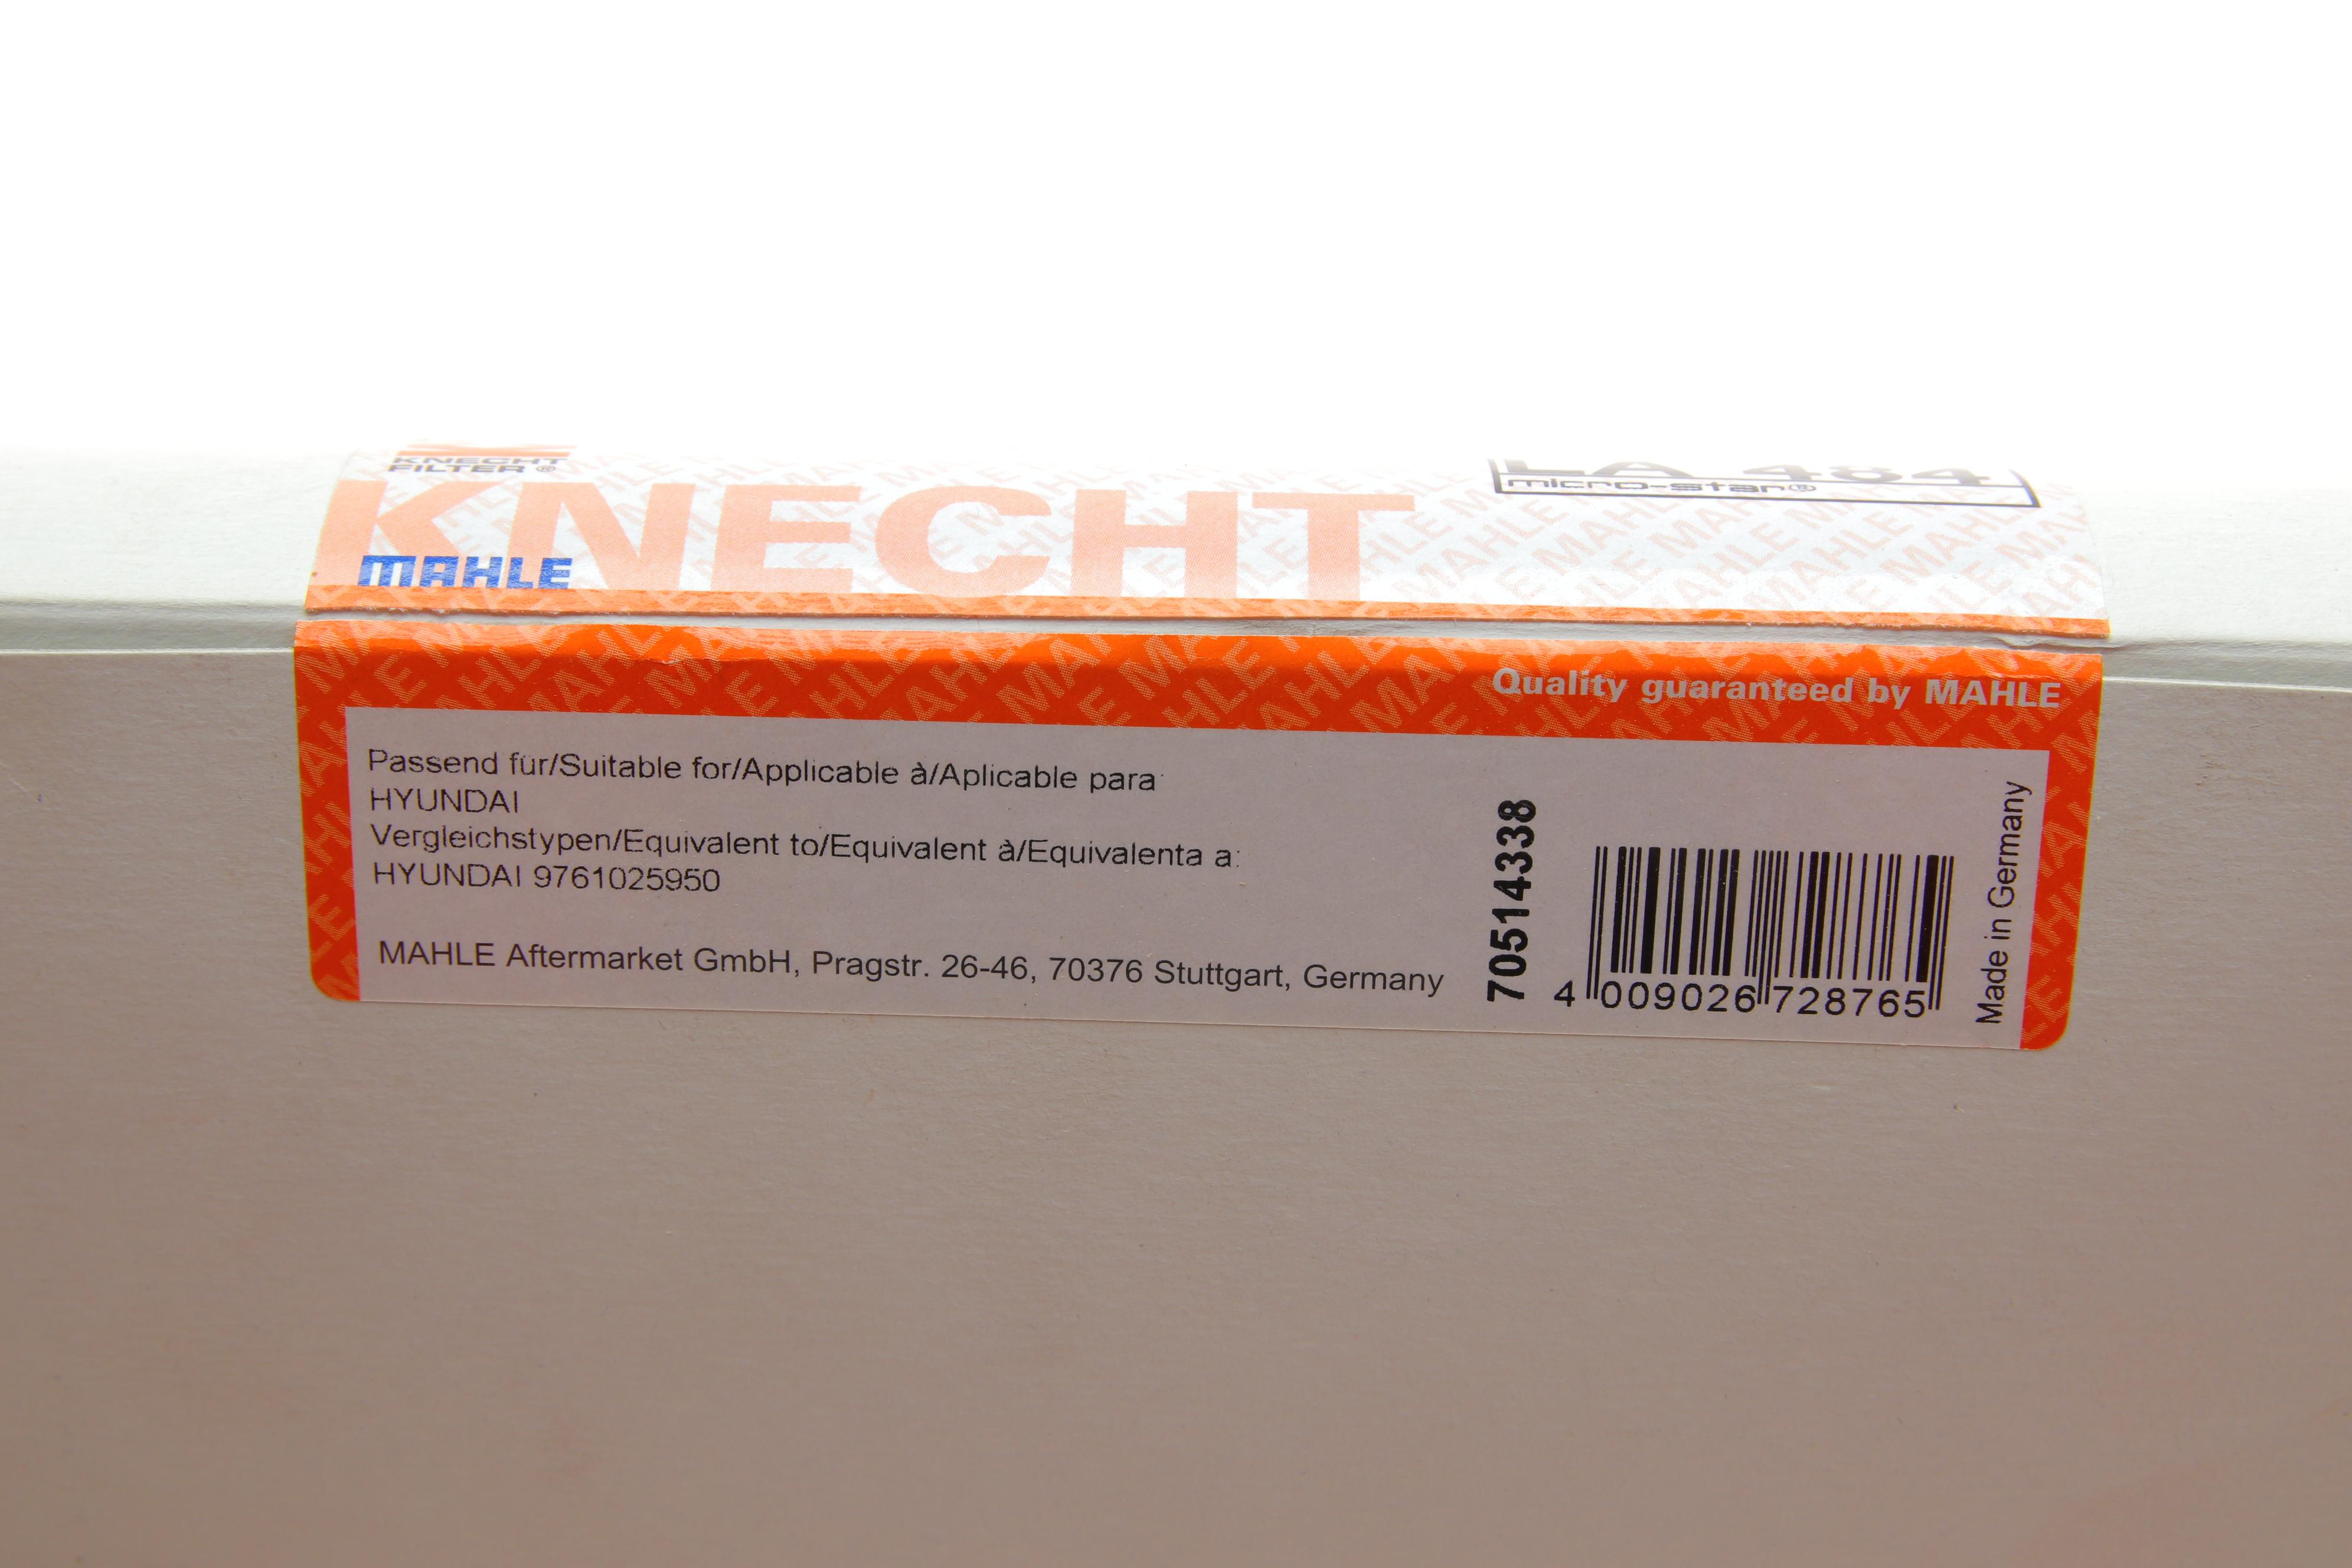 KNECHT
FILTER®
KNECHT
MAHLE
LA 484
micro-star®
Quality guaranteed by MAHLE
Passend für/Suitable for/Applicable à/Aplicable para:
HYUNDAI
Vergleichstypen/Equivalent to/Equivalent à/Equivalenta a:
HYUNDAI 9761025950
MAHLE Aftermarket GmbH, Pragstr. 26-46, 70376 Stuttgart, Germany
70514338
4 009026 728765
Made in Germany